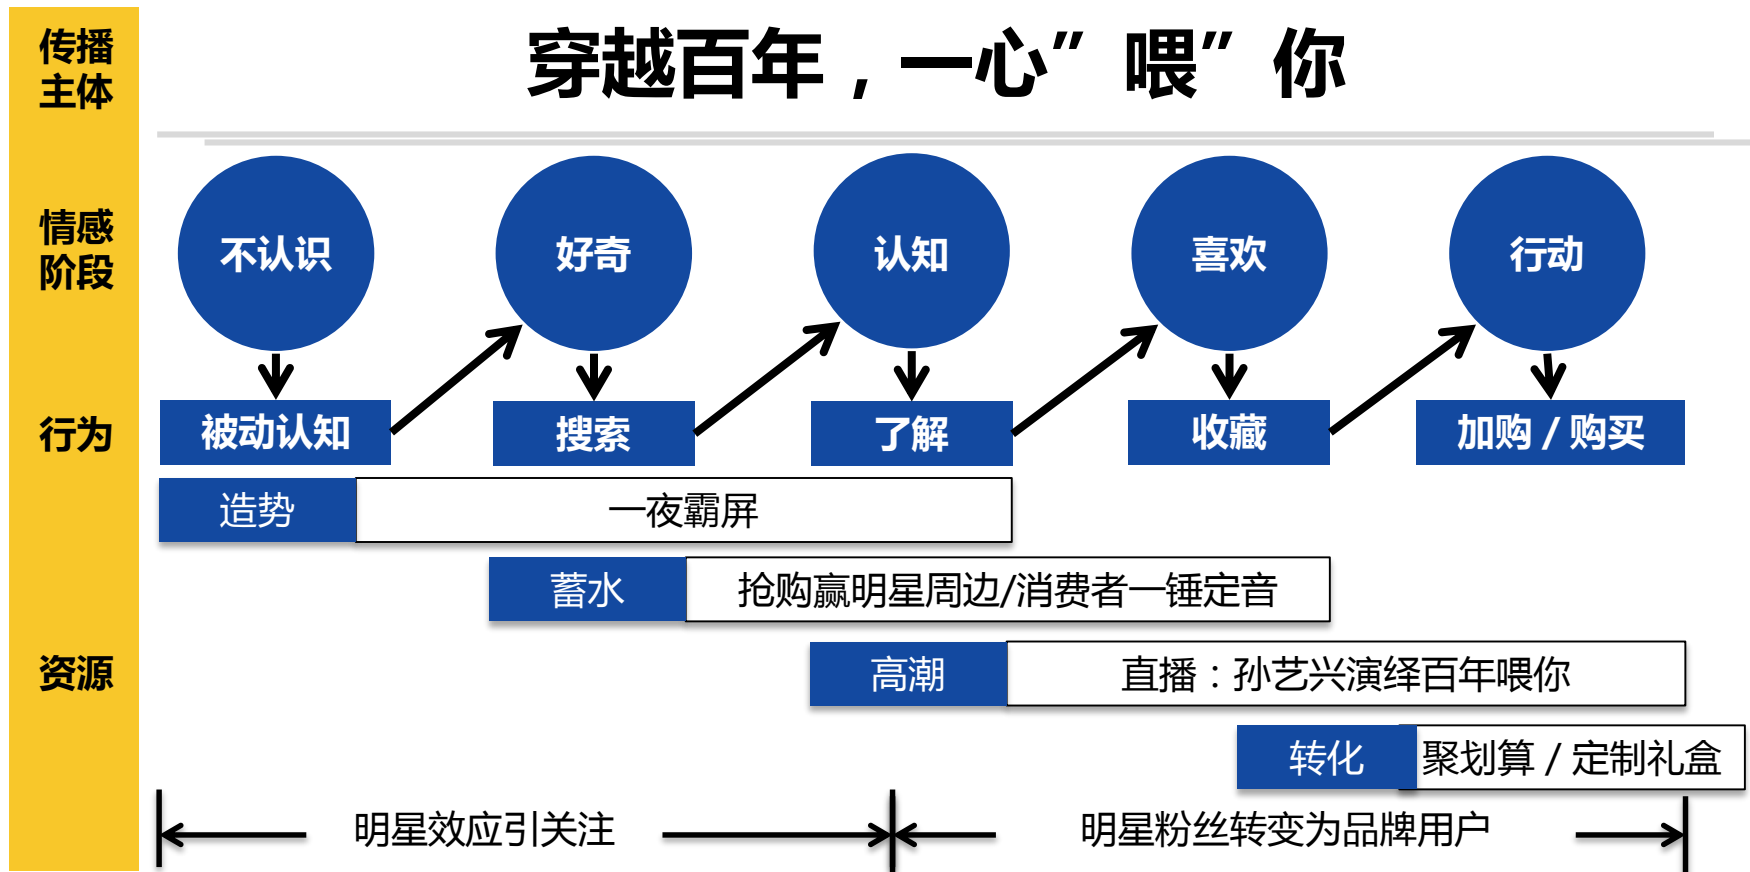 传播
主体
穿越百年，一心”喂”你
情感
阶段
不认识
好奇
认知
喜欢
行动
行为
被动认知
搜索
了解
收藏
加购 / 购买
资源
造势
一夜霸屏
蓄水
抢购赢明星周边/消费者一锤定音
高潮
直播：孙艺兴演绎百年喂你
转化
聚划算 / 定制礼盒
明星效应引关注
明星粉丝转变为品牌用户